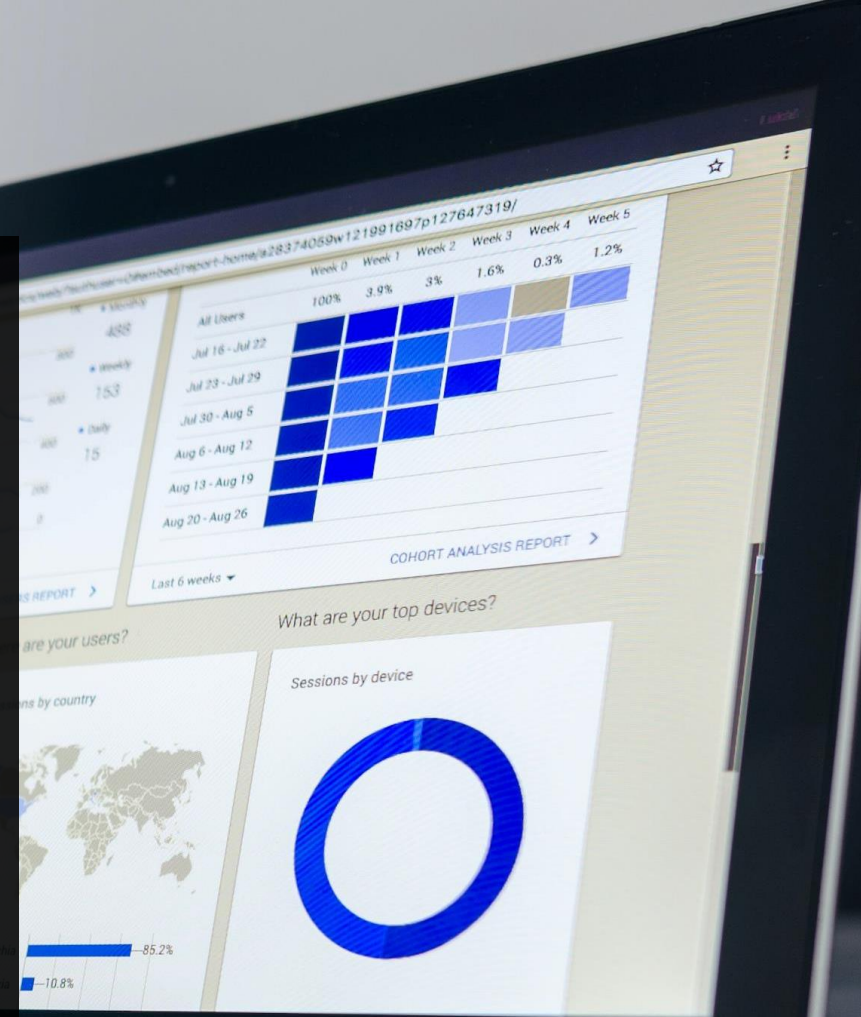 report-home/a28374059w121991697p127647319/
Monthly
488
Weekly
153
Daily
15
0
REPORT
Week 0 Week 1 Week 2 Week 3 Week 4 Week 5
All Users 100% 3.9% 3% 1.6% 0.3% 1.2%
Jul 16 - Jul 22
Jul 23 - Jul 29
Jul 30 - Aug 5
Aug 6 - Aug 12
Aug 13 - Aug 19
Aug 20 - Aug 26
Last 6 weeks
COHORT ANALYSIS REPORT
are your users?
What are your top devices?
by country
Sessions by device
85.2%
10.8%